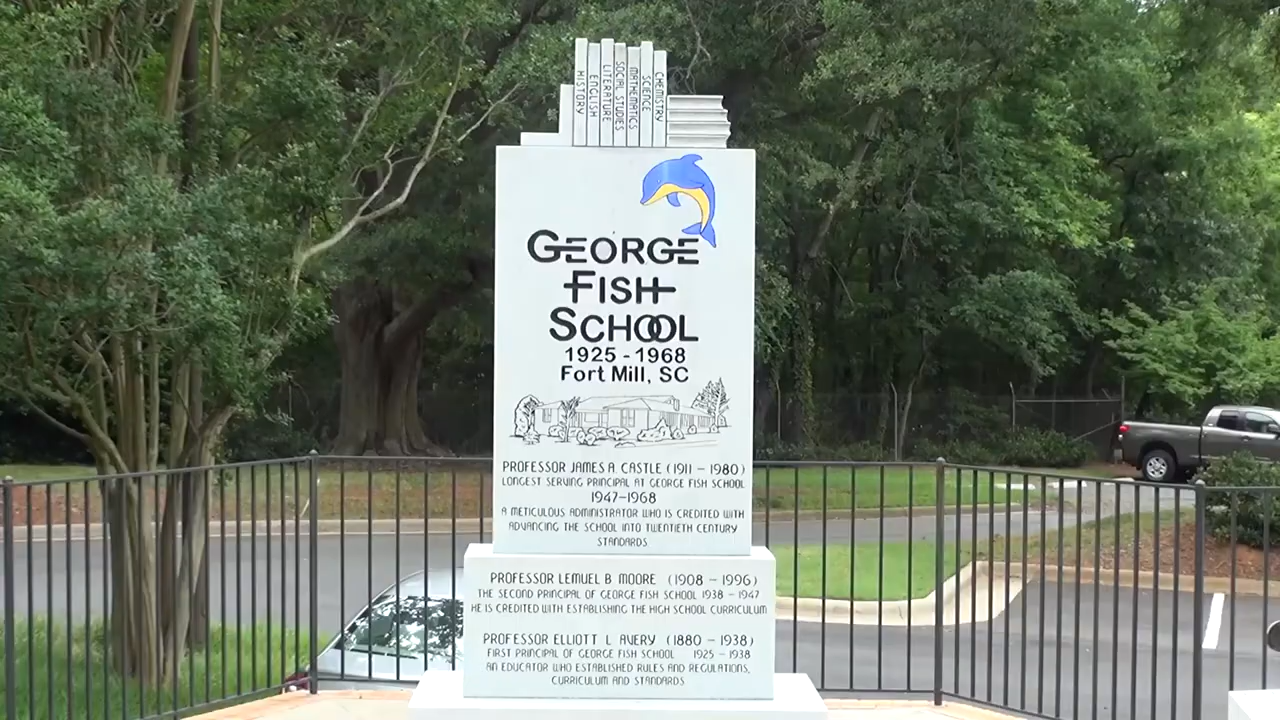 HISTORY
ENGLISH
LITERATURE
SOCIAL STUDIES
MATHEMATICS
SCIENCE
CHEMISTRY
GEORGE
FISH
SCHOOL
1925 - 1968
Fort Mill, SC
PROFESSOR JAMES A. CASTLE (1911 - 1980)
LONGEST SERVING PRINCIPAL AT GEORGE FISH SCHOOL
1947-1968
A METICULOUS ADMINISTRATOR WHO IS CREDITED WITH
ADVANCING THE SCHOOL INTO TWENTIETH CENTURY
STANDARDS
PROFESSOR LEMUEL B MOORE (1908 - 1996)
THE SECOND PRINCIPAL OF GEORGE FISH SCHOOL 1938 - 1947
HE IS CREDITED WITH ESTABLISHING THE HIGH SCHOOL CURRICULUM
PROFESSOR ELLIOTT L AVERY (1880 - 1938)
FIRST PRINCIPAL OF GEORGE FISH SCHOOL 1925 - 1938
AN EDUCATOR WHO ESTABLISHED RULES AND REGULATIONS,
CURRICULUM AND STANDARDS